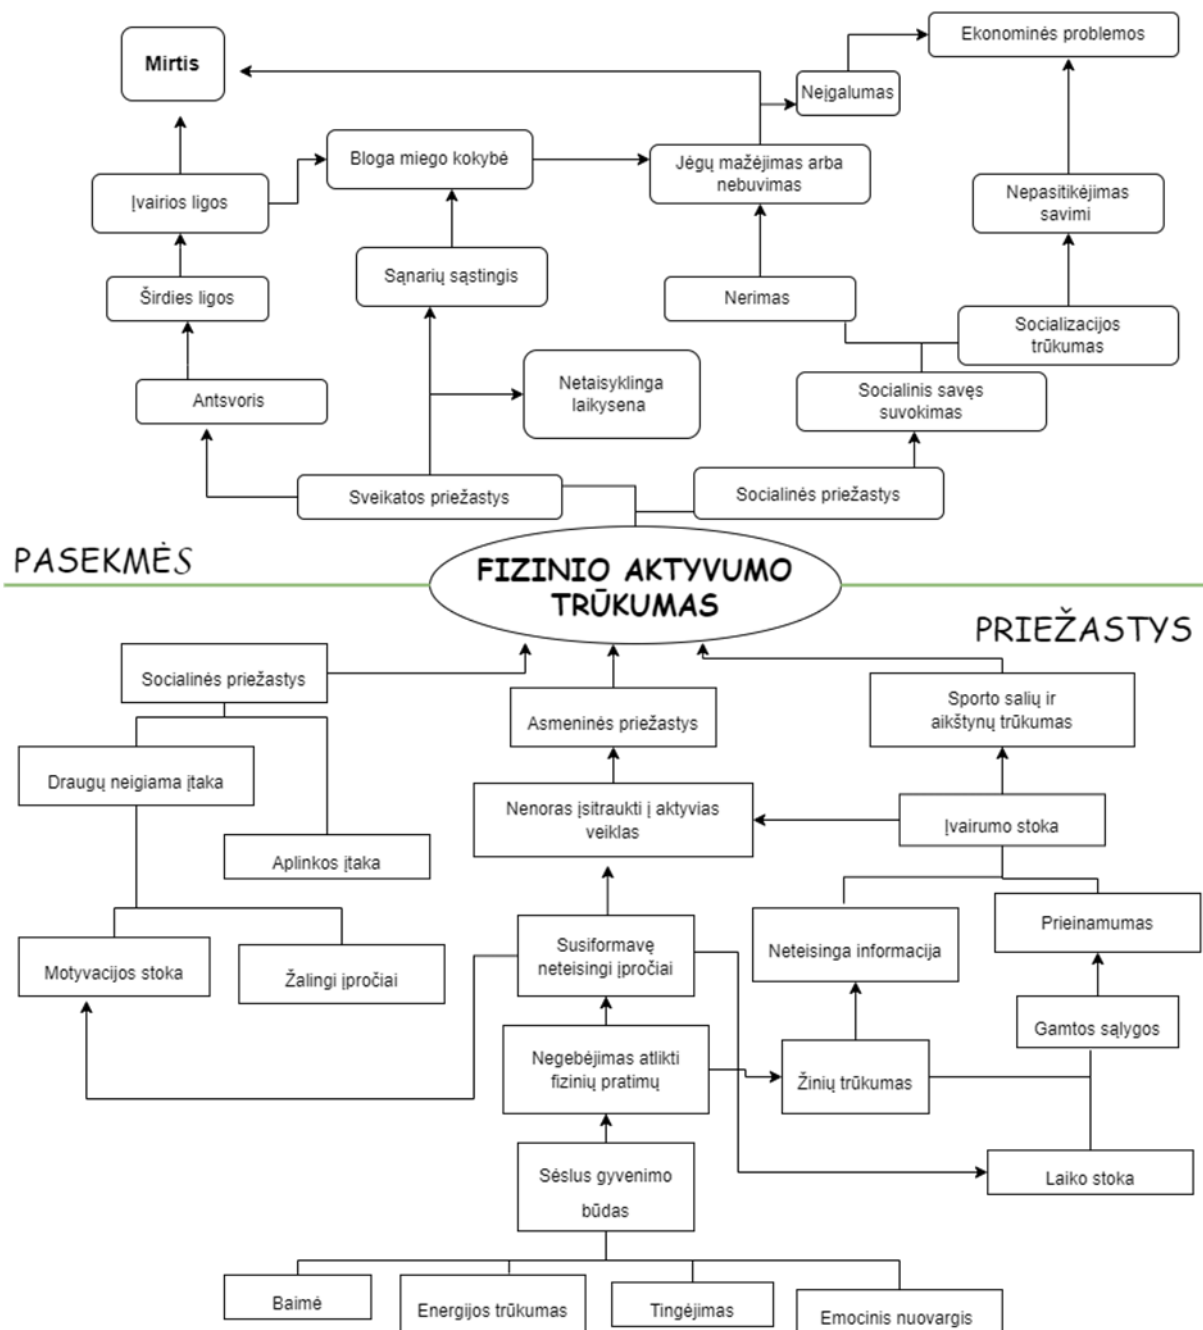 Mirtis
Ekonominės problemos
Neįgalumas
Bloga miego kokybė
Jėgų mažėjimas arba
nebuvimas
Įvairios ligos
Nepasitikėjimas
savimi
Sąnarių sąstingis
Širdies ligos
Nerimas
Socializacijos
trūkumas
Antsvoris
Netaisyklinga
laikysena
Socialinis savęs
suvokimas
Sveikatos priežastys
Socialinės priežastys
PASEKMĖS
FIZINIO AKTYVUMO
TRŪKUMAS
PRIEŽASTYS
Socialinės priežastys
Asmeninės priežastys
Sporto salių ir
aikštynų trūkumas
Draugų neigiama įtaka
Nenoras įsitraukti į aktyvias
veiklas
Įvairumo stoka
Aplinkos įtaka
Motyvacijos stoka
Žalingi įpročiai
Susiformavę
neteisingi įpročiai
Neteisinga informacija
Prieinamumas
Gamtos sąlygos
Negebėjimas atlikti
fizinių pratimų
Žinių trūkumas
Sėslus gyvenimo
būdas
Laiko stoka
Baimė
Energijos trūkumas
Tingėjimas
Emocinis nuovargis